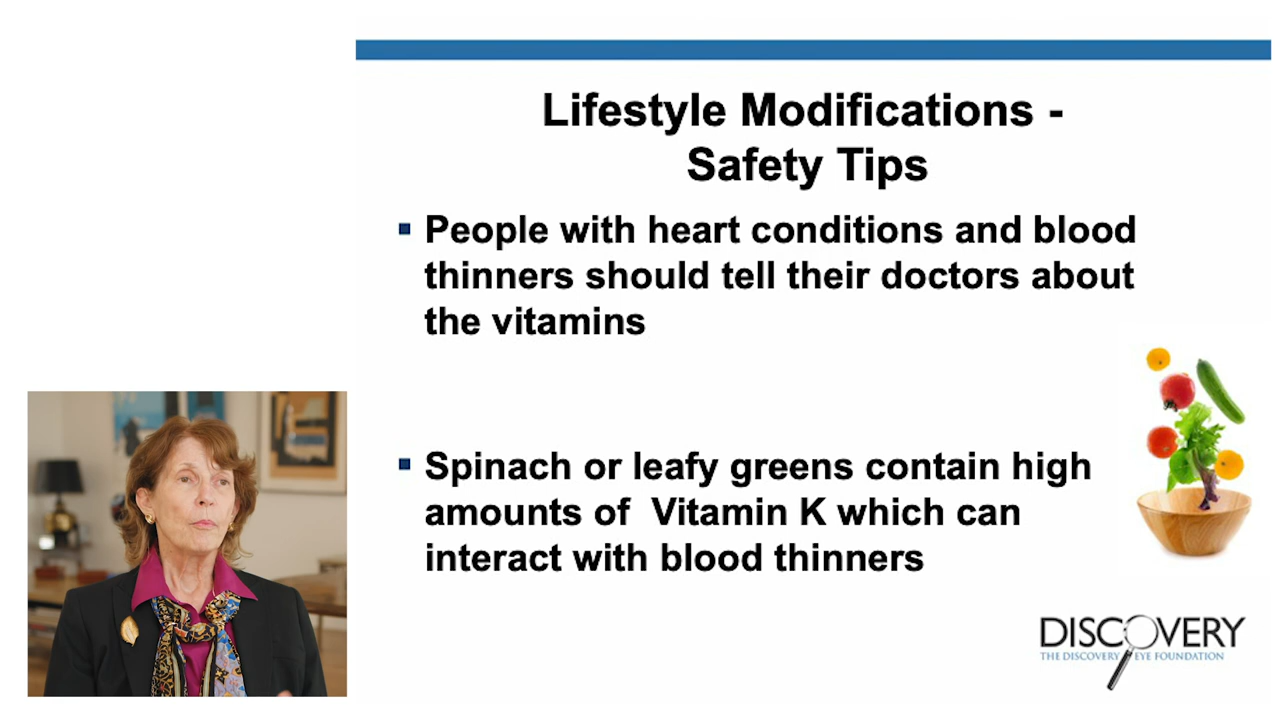 Lifestyle Modifications -
Safety Tips
People with heart conditions and blood
thinners should tell their doctors about
the vitamins
Spinach or leafy greens contain high
amounts of  Vitamin K which can
interact with blood thinners
DISCOVERY
THE DISCOVERY EYE FOUNDATION